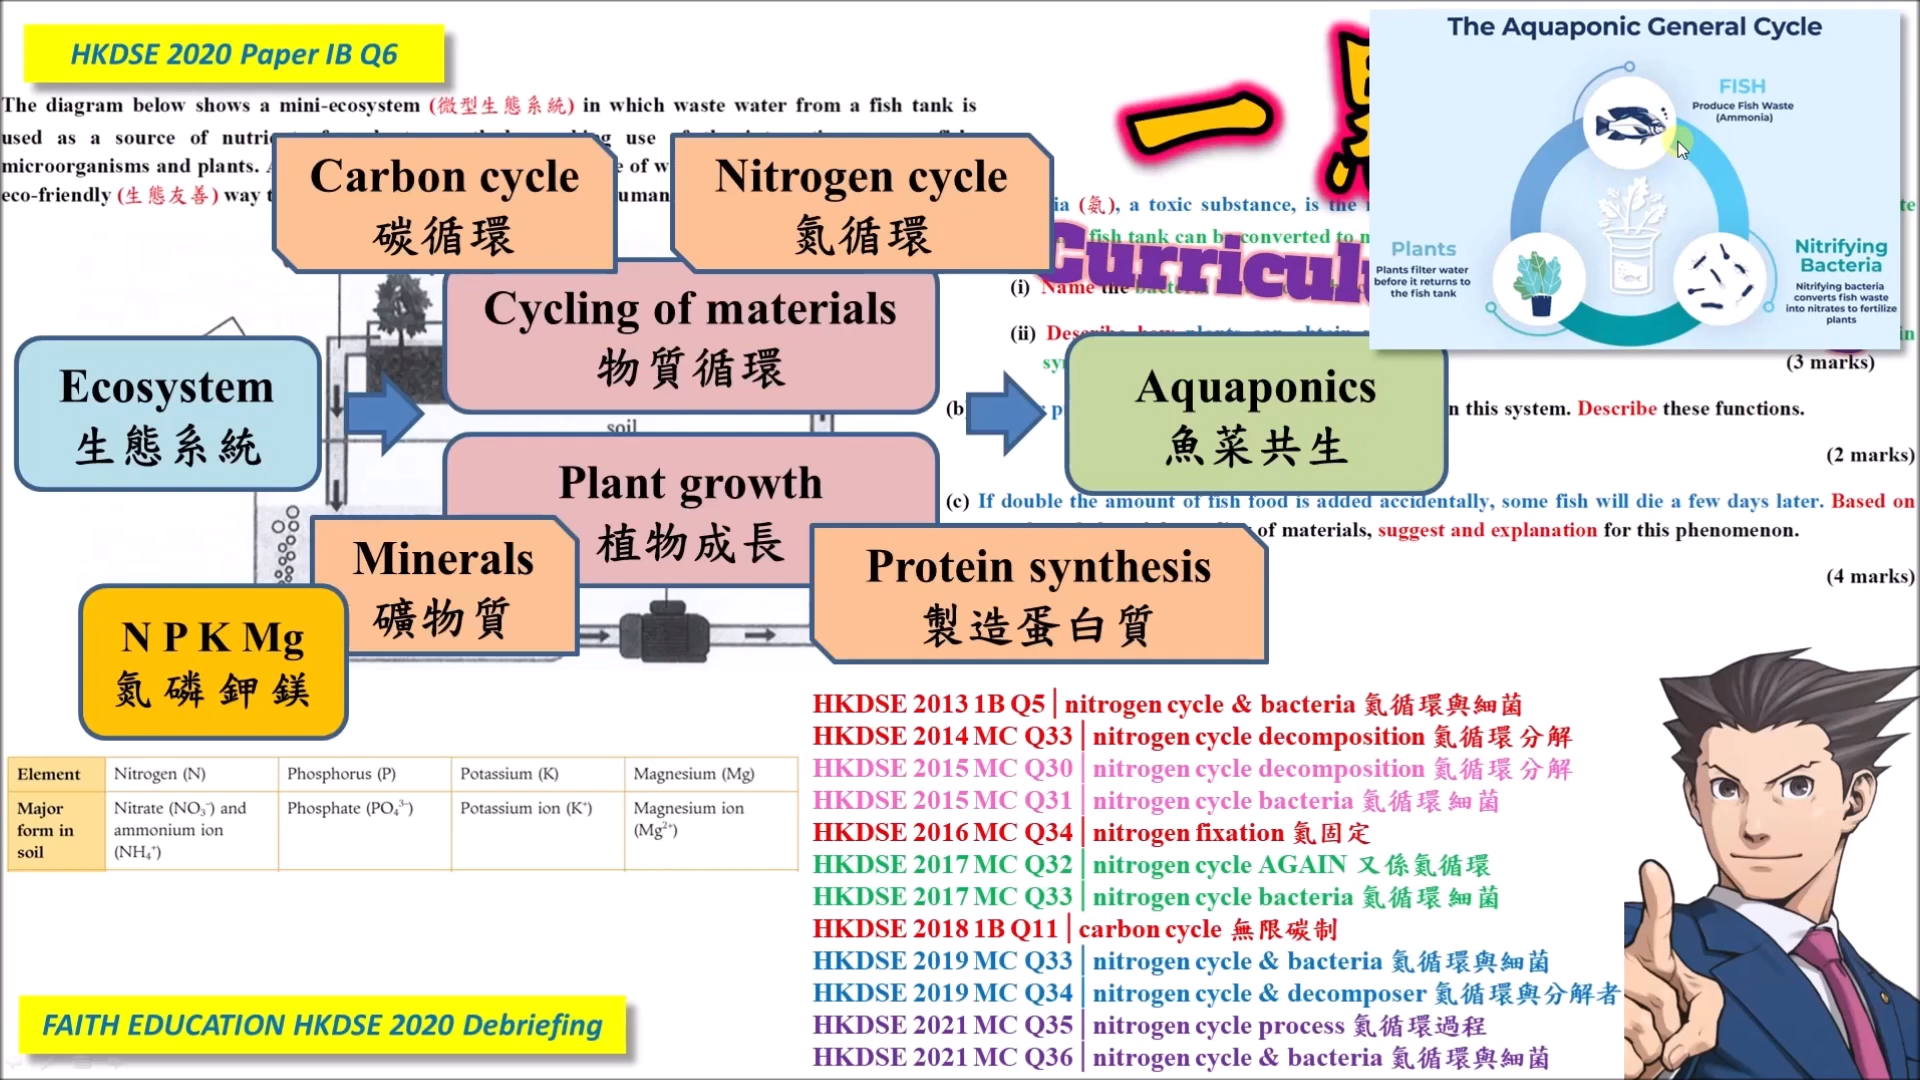 HKDSE 2020 Paper IB Q6
The diagram below shows a mini-ecosystem (微型生態系統) in which waste water from a fish tank is
used as a source of
microorganisms and plants.
eco-friendly (生態友善) way
Carbon cycle
碳循環
Nitrogen cycle
氮循環
Cycling of materials
物質循環
Ecosystem
生態系統
soil
Plant growth
植物成長
Minerals
礦物質
N P K Mg
氮 磷 鉀 鎂
Protein synthesis
製造蛋白質
Aquaponics
魚菜共生
一
(氨), a toxic substance, is the
fish tank can be converted to
(i) Name the
(ii)
(3 marks)
n this system. Describe these functions.
(2 marks)
(c) If double the amount of fish food is added accidentally, some fish will die a few days later. Based on
of materials, suggest and explanation for this phenomenon.
(4 marks)
The Aquaponic General Cycle
FISH
Produce Fish Waste
(Ammonia)
Plants
Plants filter water
before it returns to
the fish tank
Nitrifying
Bacteria
Nitrifying bacteria
converts fish waste
into nitrates to fertilize
plants
Element Nitrogen (N) Phosphorus (P) Potassium (K) Magnesium (Mg)
Major form in soil Nitrate (NO₃⁻) and ammonium ion (NH₄⁺) Phosphate (PO₄³⁻) Potassium ion (K⁺) Magnesium ion (Mg²⁺)
HKDSE 2013 1B Q5 | nitrogen cycle & bacteria 氮循環與細菌
HKDSE 2014 MC Q33 | nitrogen cycle decomposition 氮循環分解
HKDSE 2015 MC Q30 | nitrogen cycle decomposition 氮循環分解
HKDSE 2015 MC Q31 | nitrogen cycle bacteria 氮循環細菌
HKDSE 2016 MC Q34 | nitrogen fixation 氮固定
HKDSE 2017 MC Q32 | nitrogen cycle AGAIN 又係氮循環
HKDSE 2017 MC Q33 | nitrogen cycle bacteria 氮循環細菌
HKDSE 2018 1B Q11 | carbon cycle 無限碳制
HKDSE 2019 MC Q33 | nitrogen cycle & bacteria 氮循環與細菌
HKDSE 2019 MC Q34 | nitrogen cycle & decomposer 氮循環與分解者
HKDSE 2021 MC Q35 | nitrogen cycle process 氮循環過程
HKDSE 2021 MC Q36 | nitrogen cycle & bacteria 氮循環與細菌
FAITH EDUCATION HKDSE 2020 Debriefing